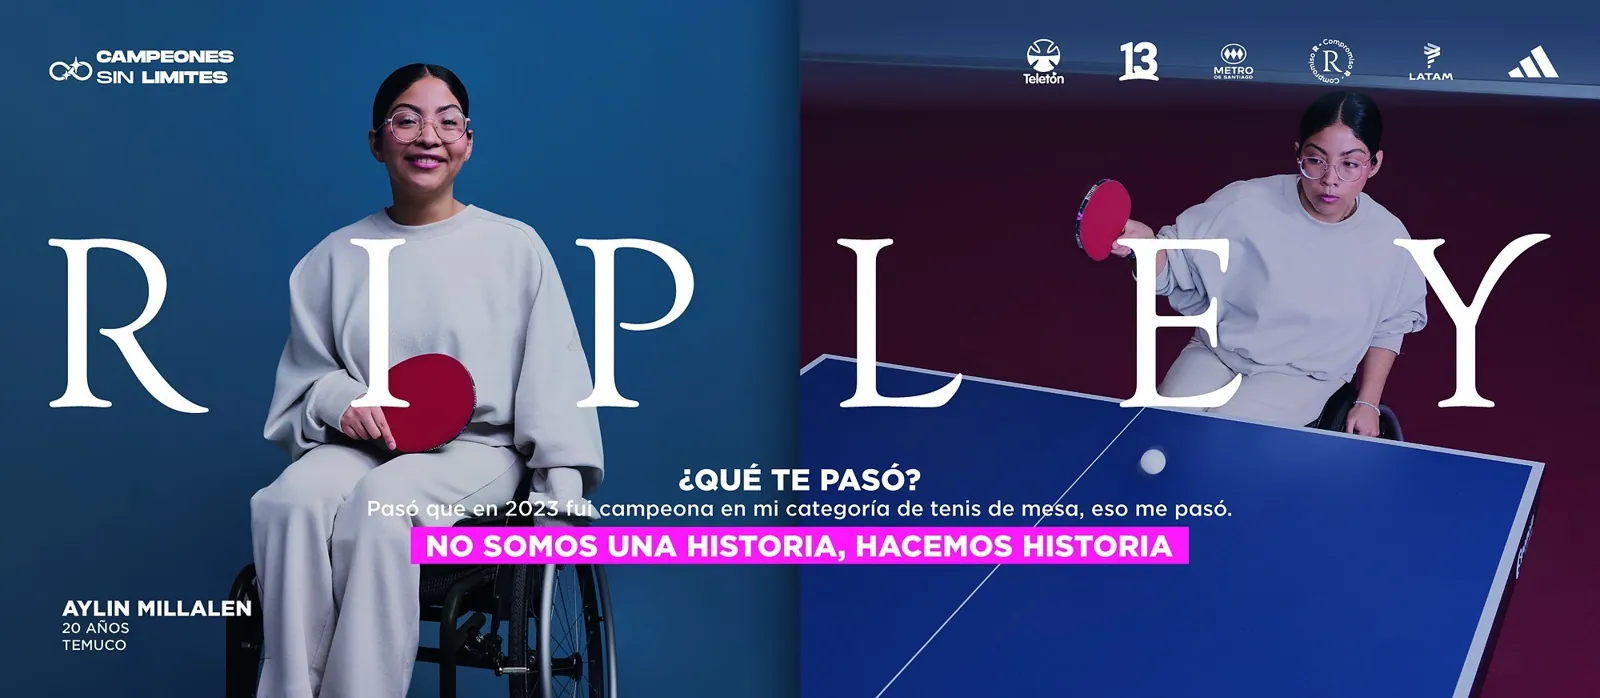 CAMPEONES
SIN LIMITES
Teletón
13
METRO
DE SANTIAGO
Compromiso R - Compromiso R -
R
LATAM
RIPLEY
¿QUÉ TE PASÓ?
Pasó que en 2023 fui campeona en mi categoría de tenis de mesa, eso me pasó.
NO SOMOS UNA HISTORIA, HACEMOS HISTORIA
AYLIN MILLALEN
20 AÑOS
TEMUCO